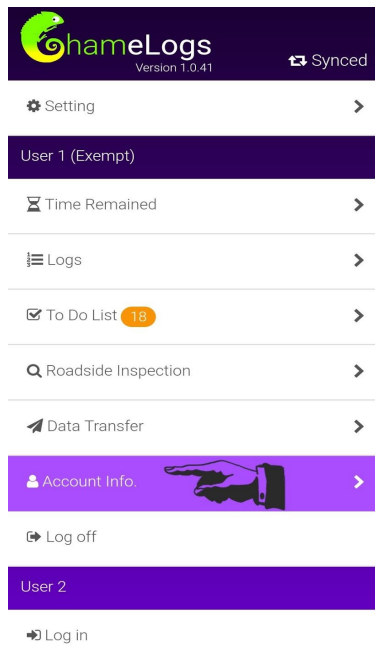 ChameLogs
Version 1.0.41
Synced
Setting
User 1 (Exempt)
Time Remained
Logs
To Do List 18
Roadside Inspection
Data Transfer
Account Info.
Log off
User 2
Log in